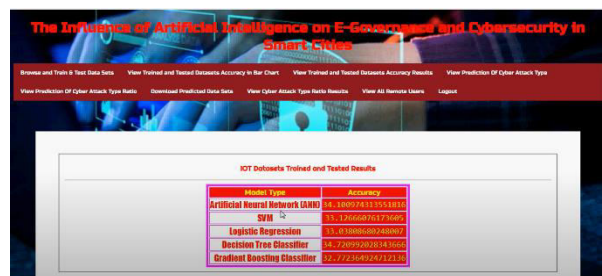 The Influence of Artificial Intelligence on E-Governance and Cybersecurity in
Smart Cities
Browse and Train & Test Data Sets View Trained and Tested Datasets Accuracy in Bar Chart View Trained and Tested Datasets Accuracy Results View Prediction Of Cyber Attack Type
View Prediction Of Cyber Attack Type Ratio Download Predicted Data Sets View Cyber Attack Type Ratio Results View All Remote Users Logout
IOT Datasets Trained and Tested Results
Model Type Accuracy
Artificial Neural Network (ANN) 34.100974313551816
SVM 33.12666076173605
Logistic Regression 33.03808680248007
Decision Tree Classifier 34.72099202834366
Gradient Boosting Classifier 32.772364924712136